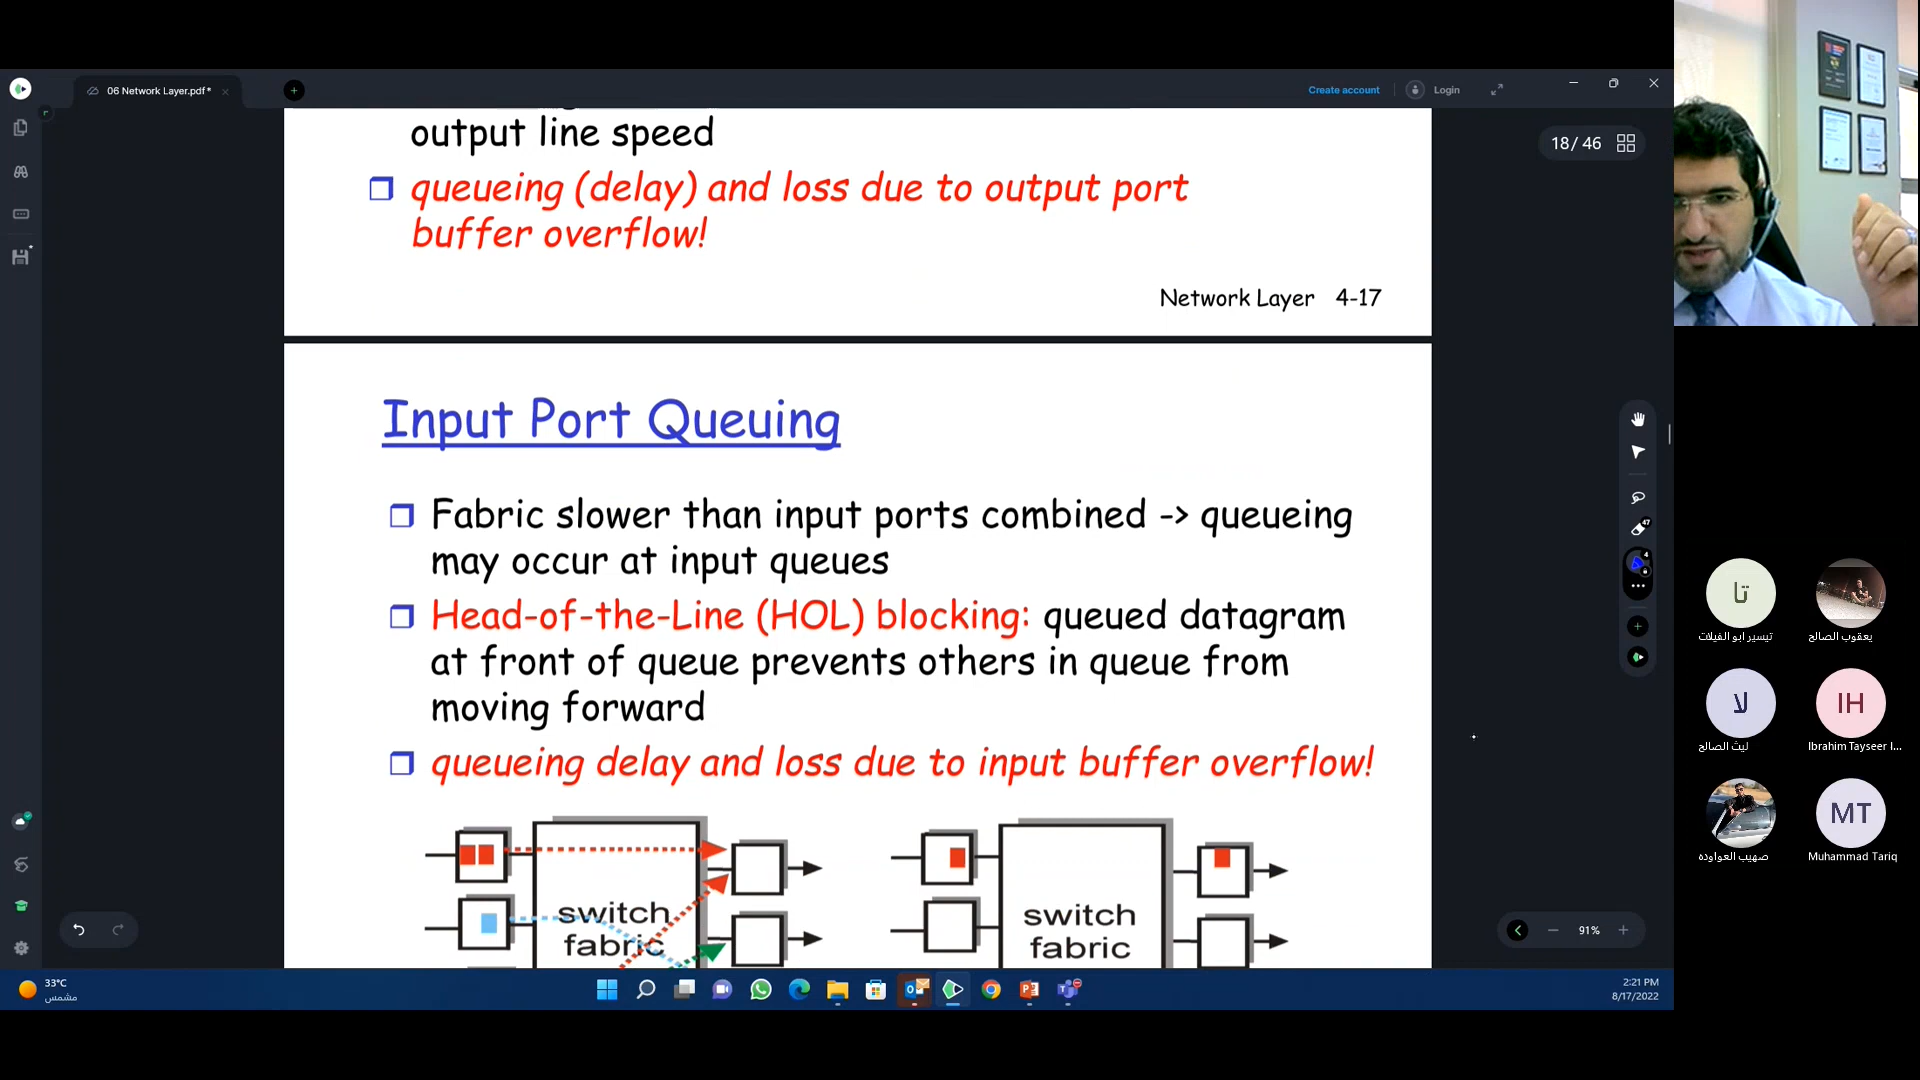 06 Network Layer.pdf*
Create account
Login
output line speed
18/ 46
queueing (delay) and loss due to output port
buffer overflow!
Network Layer 4-17
Input Port Queuing
Fabric slower than input ports combined -> queueing
may occur at input queues
Head-of-the-Line (HOL) blocking: queued datagram
at front of queue prevents others in queue from
moving forward
queueing delay and loss due to input buffer overflow!
switch
fabric
switch
fabric
47
4
91%
تا
تيسير ابو الفيلات
يعقوب الصالح
لا
ليث الصالح
IH
Ibrahim Tayseer I...
صهيب العواوده
MT
Muhammad Tariq
33°C
مشمس
2:21 PM
8/17/2022